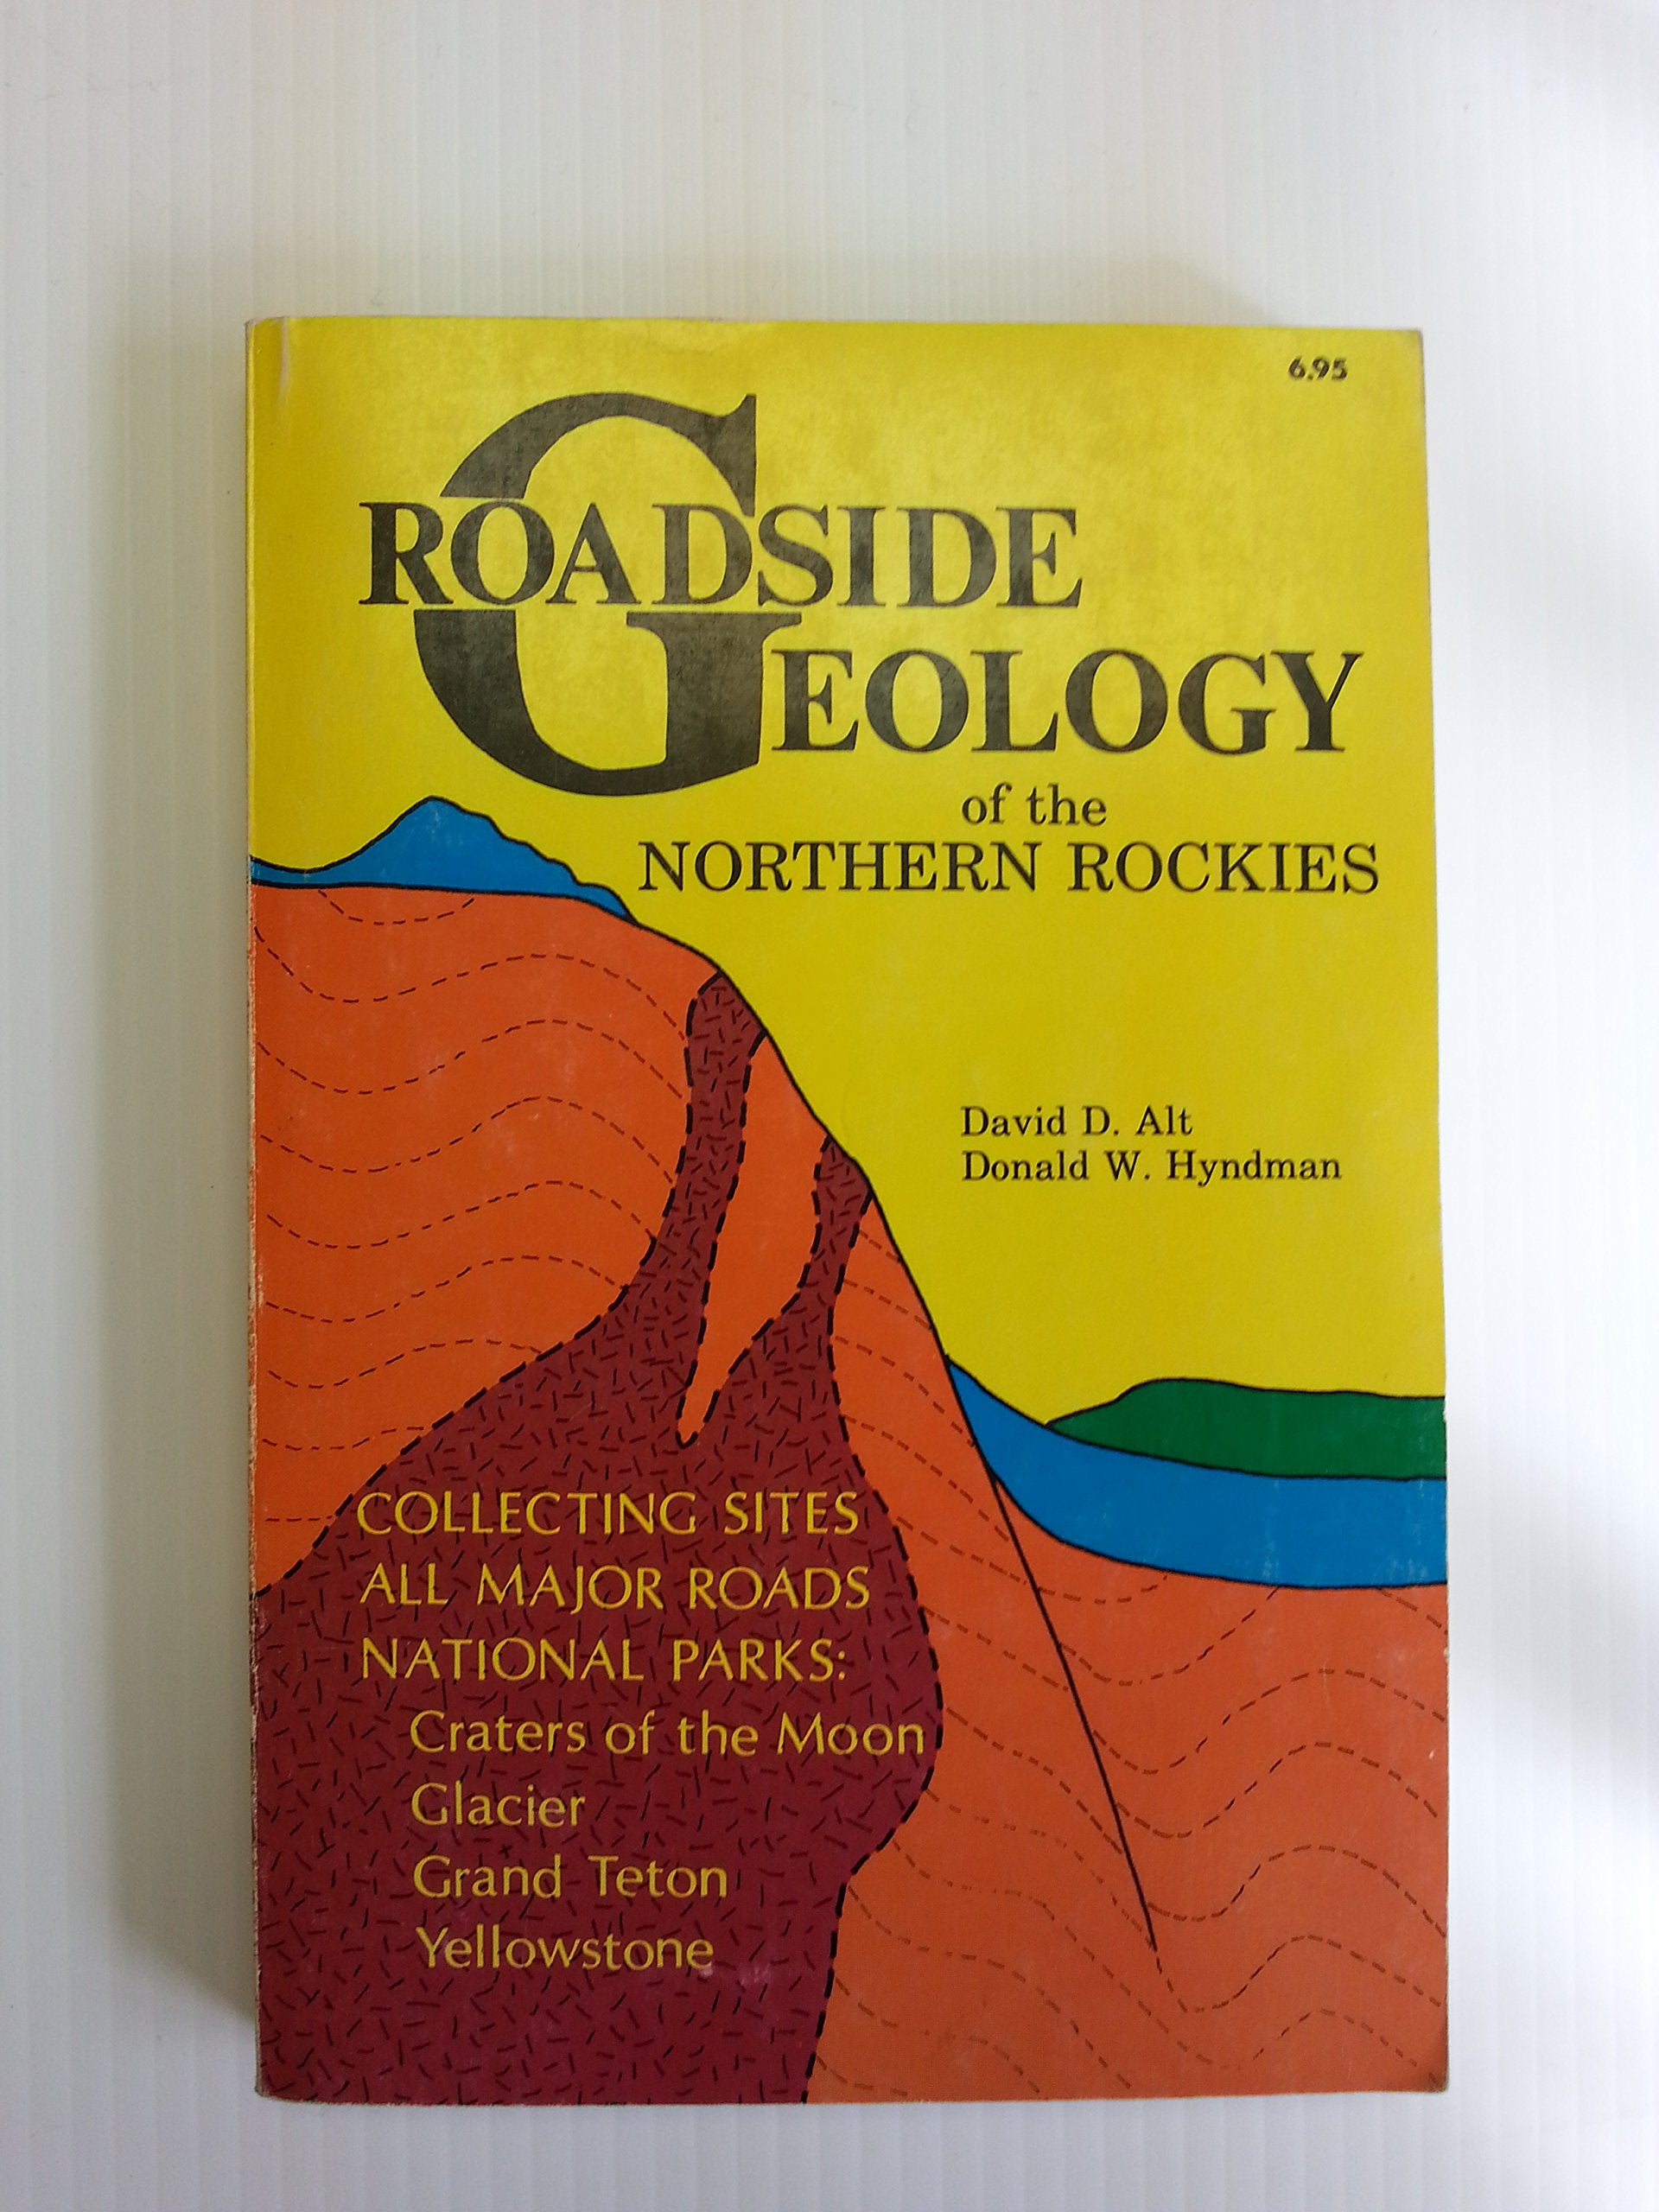 6.95
ROADSIDE
GEOLOGY
of the
NORTHERN ROCKIES
David D. Alt
Donald W. Hyndman
COLLECTING SITES
ALL MAJOR ROADS
NATIONAL PARKS:
Craters of the Moon
Glacier
Grand Teton
Yellowstone